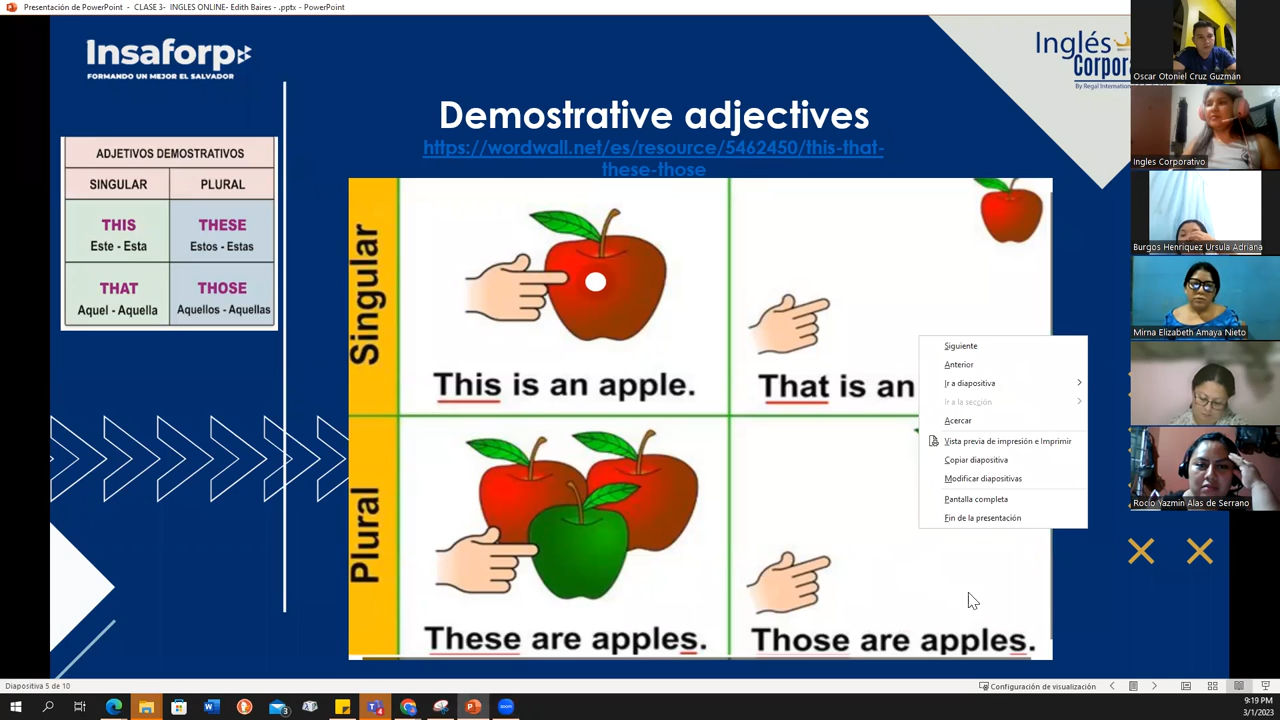 Presentación de PowerPoint - CLASE 3- INGLES ONLINE- Edith Baires - .pptx - PowerPoint
Insaforp
FORMANDO UN MEJOR EL SALVADOR
Inglés
Corpora
By Regal Internation
Demostrative adjectives
https://wordwall.net/es/resource/5462450/this-that-
these-those
ADJETIVOS DEMOSTRATIVOS
SINGULAR PLURAL
THIS THESE
Este - Esta Estos - Estas
THAT THOSE
Aquel - Aquella Aquellos - Aquellas
Singular
This is an apple.
That is an
Plural
These are apples.
Those are apples.
Siguiente
Anterior
Ir a diapositiva
Ir a la sección
Acercar
Vista previa de impresión e Imprimir
Copiar diapositiva
Modificar diapositivas
Pantalla completa
Fin de la presentación
Oscar Otoniel Cruz Guzmán
Ingles Corporativo
Burgos Henriquez Ursula Adriana
Mirna Elizabeth Amaya Nieto
Rocío Yazmin Alas de Serrano
Diapositiva 5 de 10
Configuración de visualización
9:19 PM
3/1/2023